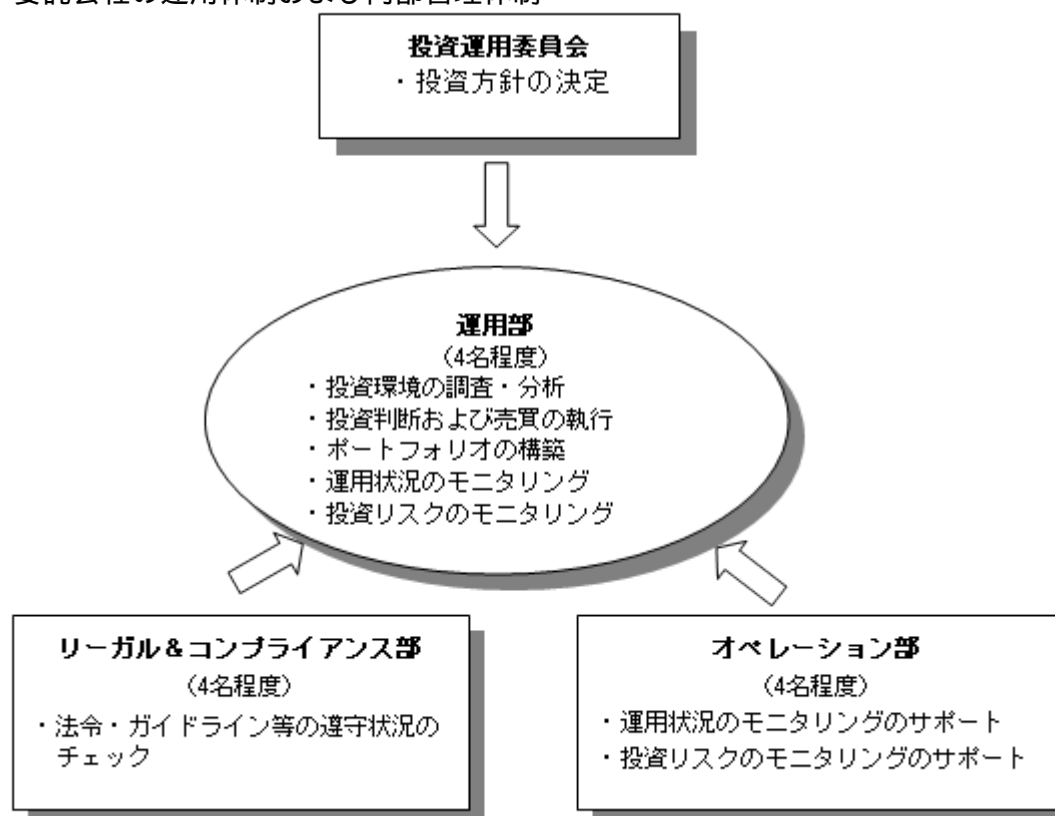 委託会社の運用体制および内部管理体制
投資運用委員会
・投資方針の決定
運用部
（4名程度）
・投資環境の調査・分析
・投資判断および売買の執行
・ポートフォリオの構築
・運用状況のモニタリング
・投資リスクのモニタリング
リーガル＆コンプライアンス部
（4名程度）
・法令・ガイドライン等の遵守状況の
チェック
オペレーション部
（4名程度）
・運用状況のモニタリングのサポート
・投資リスクのモニタリングのサポート